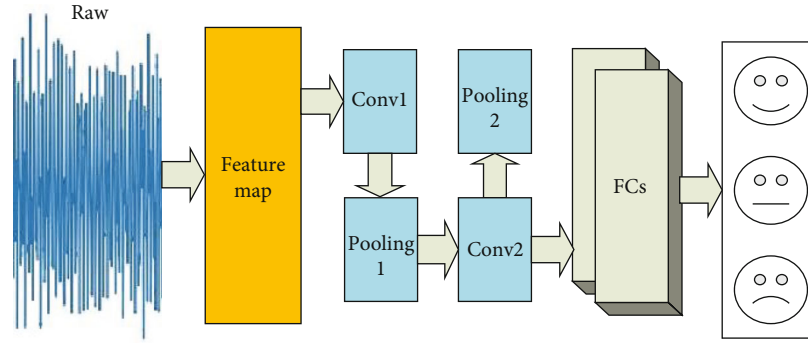 Raw
Feature
map
Conv1
Pooling
1
Pooling
2
Conv2
FCs